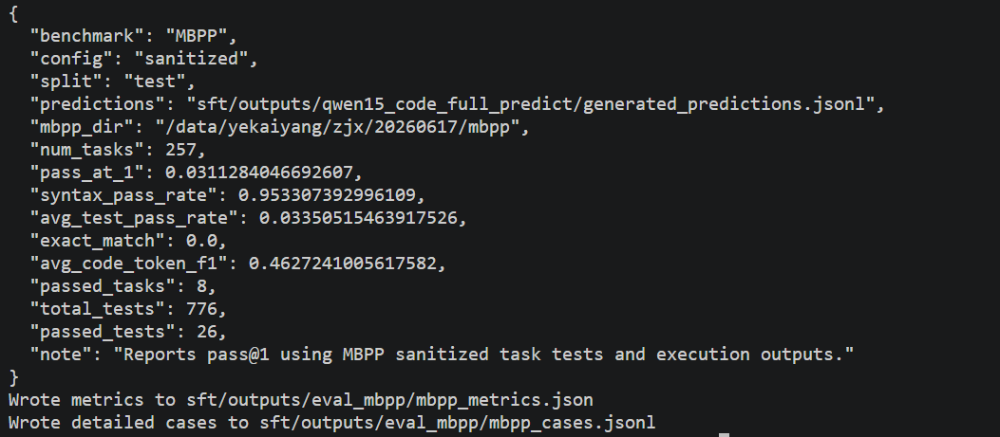 {
  "benchmark": "MBPP",
  "config": "sanitized",
  "split": "test",
  "predictions": "sft/outputs/qwen15_code_full_predict/generated_predictions.jsonl",
  "mbpp_dir": "/data/yekaiyang/zjx/20260617/mbpp",
  "num_tasks": 257,
  "pass_at_1": 0.0311284046692607,
  "syntax_pass_rate": 0.953307392996109,
  "avg_test_pass_rate": 0.03350515463917526,
  "exact_match": 0.0,
  "avg_code_token_f1": 0.4627241005617582,
  "passed_tasks": 8,
  "total_tests": 776,
  "passed_tests": 26,
  "note": "Reports pass@1 using MBPP sanitized task tests and execution outputs."
}
Wrote metrics to sft/outputs/eval_mbpp/mbpp_metrics.json
Wrote detailed cases to sft/outputs/eval_mbpp/mbpp_cases.jsonl